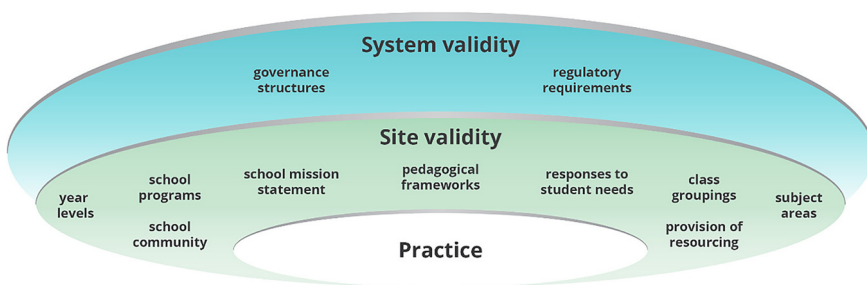 System validity
governance
structures
regulatory
requirements
Site validity
year
levels
school
programs
school
community
school mission
statement
pedagogical
frameworks
responses to
student needs
class
groupings
provision of
resourcing
subject
areas
Practice